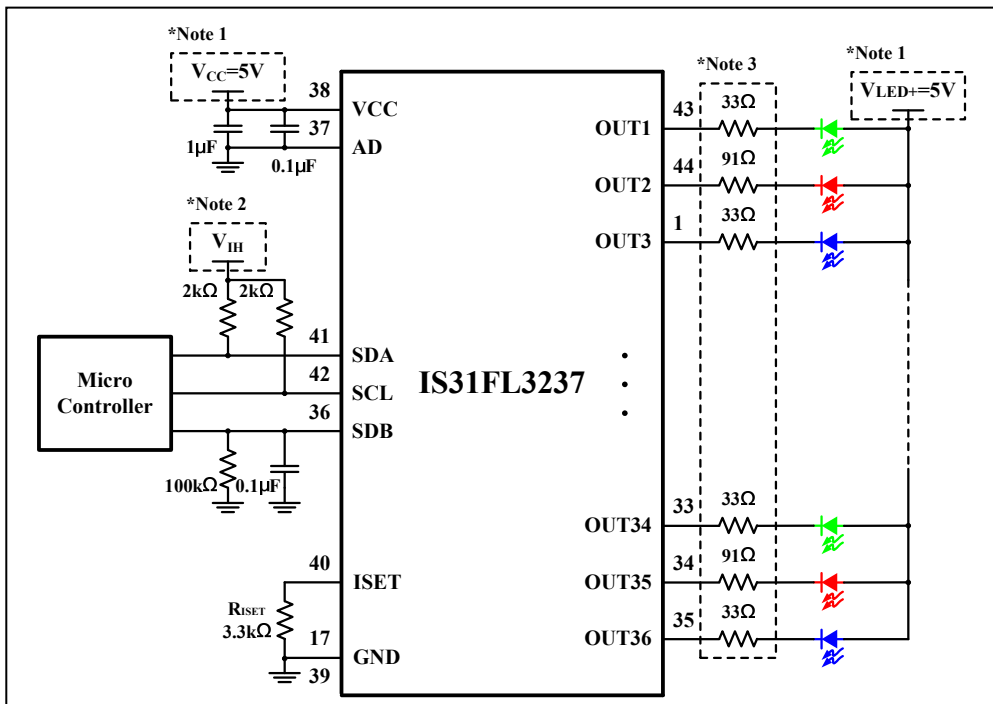 *Note 1
VCC=5V
38
VCC
37
AD
1µF
0.1µF
*Note 2
VIH
2kΩ 2kΩ
41
SDA
42
SCL
36
SDB
Micro
Controller
100kΩ 0.1µF
40
ISET
RISET
3.3kΩ
17
GND
39
IS31FL3237
*Note 3
*Note 1
VLED+=5V
43
33Ω
OUT1
44
91Ω
OUT2
1
33Ω
OUT3
33
33Ω
OUT34
34
91Ω
OUT35
35
33Ω
OUT36